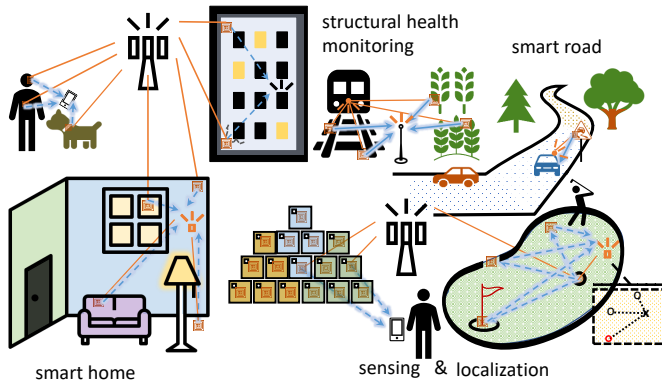 structural health
monitoring
smart road
smart home
sensing & localization